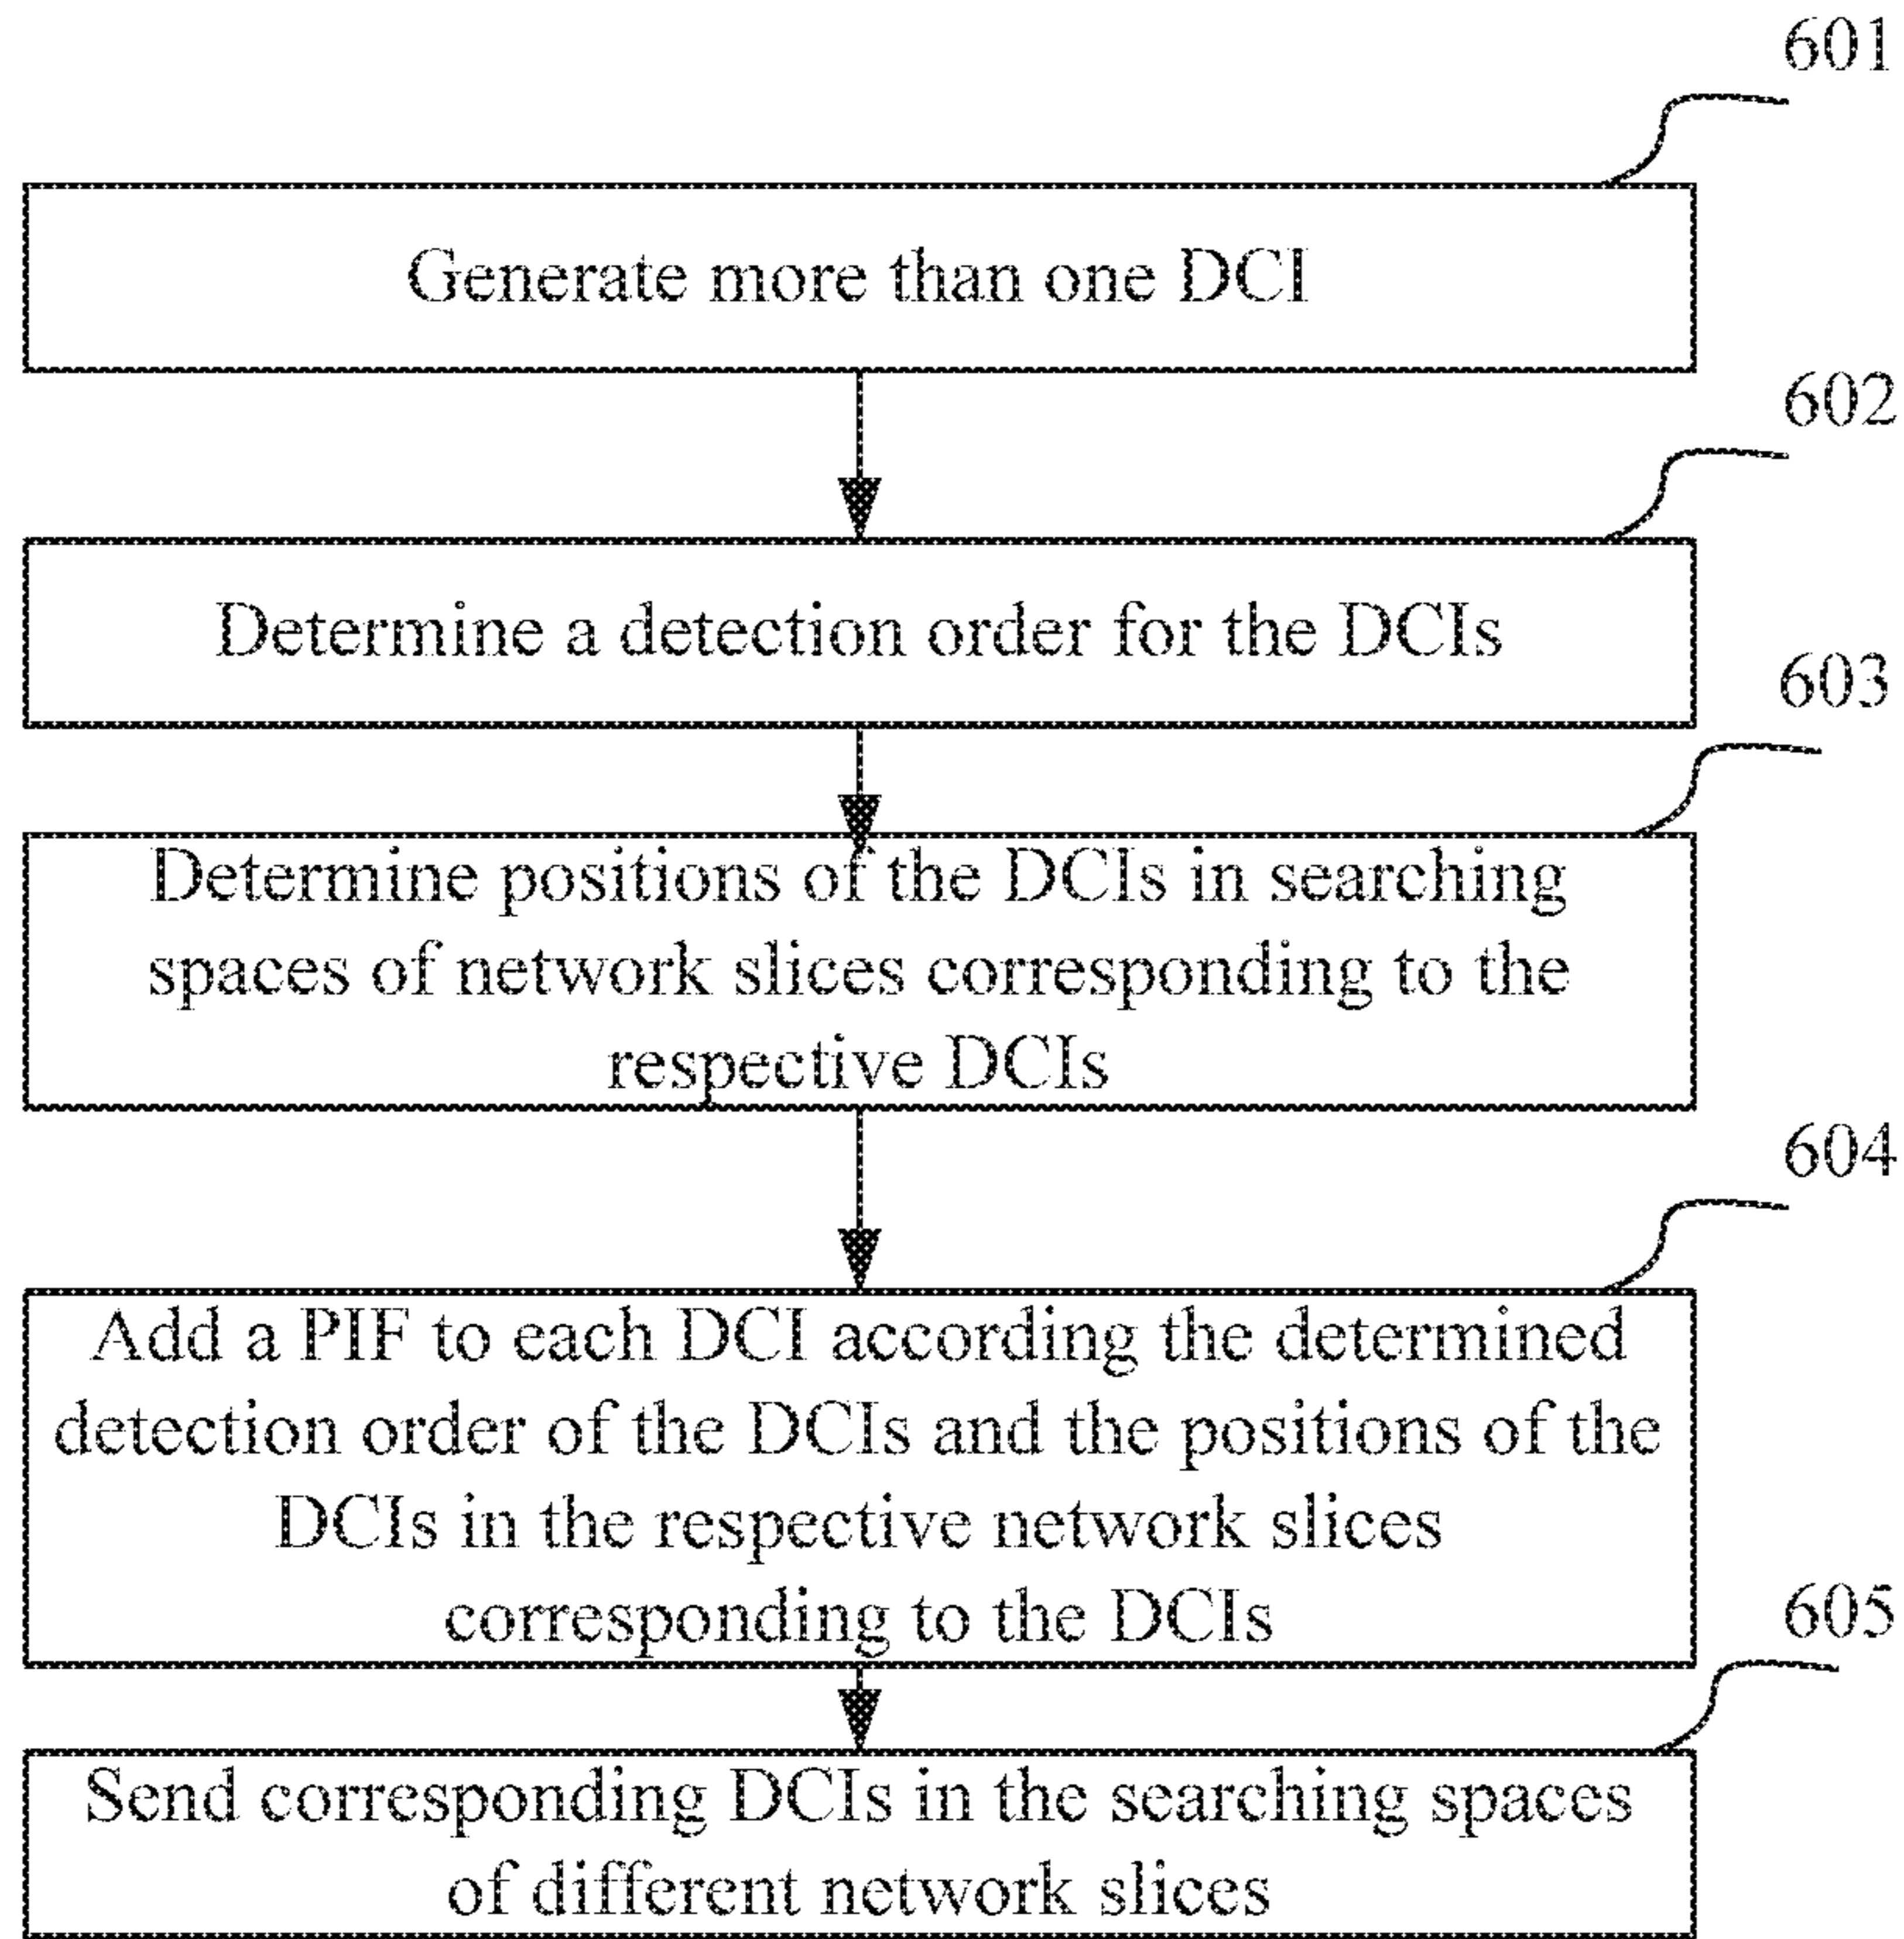 601
Generate more than one DCI
602
Determine a detection order for the DCIs
603
Determine positions of the DCIs in searching
spaces of network slices corresponding to the
respective DCIs
604
Add a PIF to each DCI according the determined
detection order of the DCIs and the positions of the
DCIs in the respective network slices
corresponding to the DCIs
605
Send corresponding DCIs in the searching spaces
of different network slices